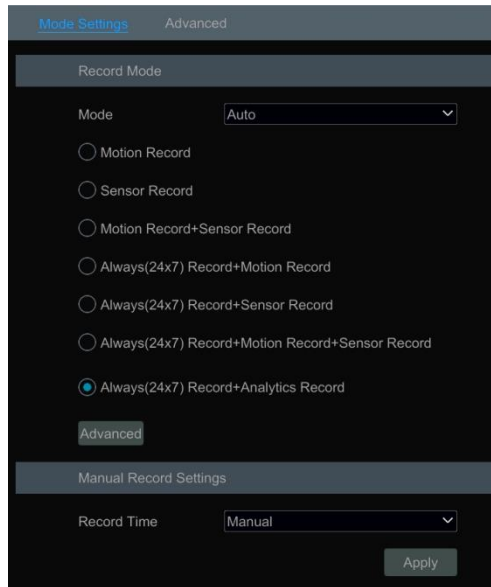 Mode Settings Advanced
Record Mode
Mode Auto
Motion Record
Sensor Record
Motion Record+Sensor Record
Always(24x7) Record+Motion Record
Always(24x7) Record+Sensor Record
Always(24x7) Record+Motion Record+Sensor Record
Always(24x7) Record+Analytics Record
Advanced
Manual Record Settings
Record Time Manual
Apply